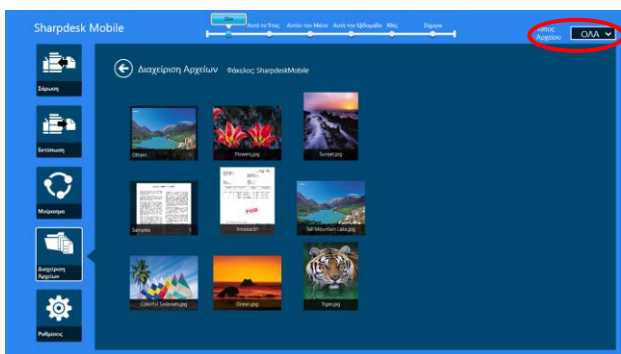 Sharpdesk Mobile
Όλα
Αυτό το Έτος Αυτόν τον Μήνα Αυτή την Εβδομάδα Χθες Σήμερα
Τύπος
Αρχείου
ΟΛΑ
Διαχείριση Αρχείων Φάκελος: SharpdeskMobile
Σάρωση
Εκτύπωση
Μοίρασμα
Διαχείριση
Αρχείων
Ρυθμίσεις
Others
Flowers.jpg
Sunset.jpg
Samples
PAID
Salt Mountain Lake.jpg
Colorful Sailboats.jpg
Ocean.jpg
Tiger.jpg